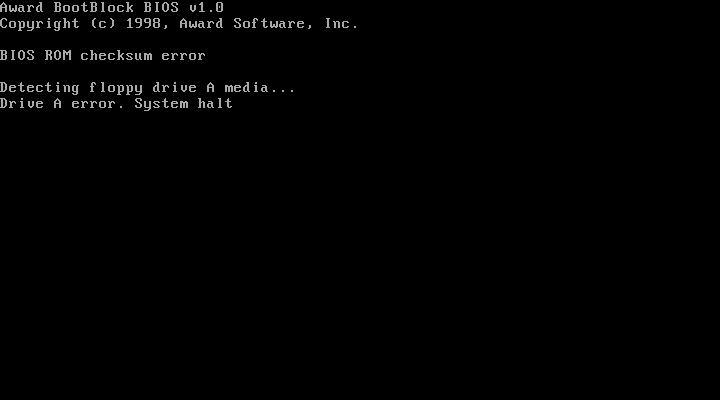 Award BootBlock BIOS v1.0
Copyright (c) 1998, Award Software, Inc.
BIOS ROM checksum error
Detecting floppy drive A media...
Drive A error. System halt